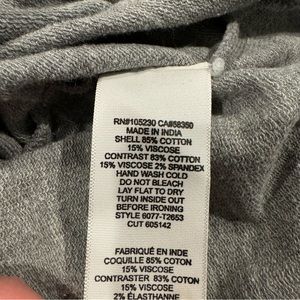 RN#105230 CA#58350
MADE IN INDIA
SHELL 85% COTTON
15% VISCOSE
CONTRAST 83% COTTON
15% VISCOSE 2% SPANDEX
HAND WASH COLD
DO NOT BLEACH
LAY FLAT TO DRY
TURN INSIDE OUT
BEFORE IRONING
STYLE 6077-T2653
CUT 605142
FABRIQUÉ EN INDE
COQUILLE 85% COTON
15% VISCOSE
CONTRASTER 83% COTON
15% VISCOSE
2% ÉLASTHANNE